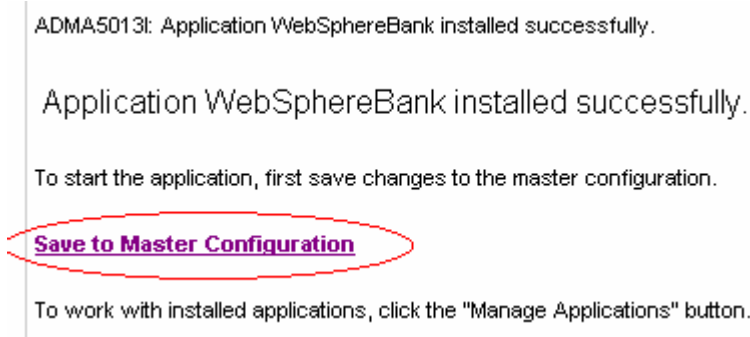 ADMA5013I: Application WebSphereBank installed successfully.
Application WebSphereBank installed successfully.
To start the application, first save changes to the master configuration.
Save to Master Configuration
To work with installed applications, click the "Manage Applications" button.